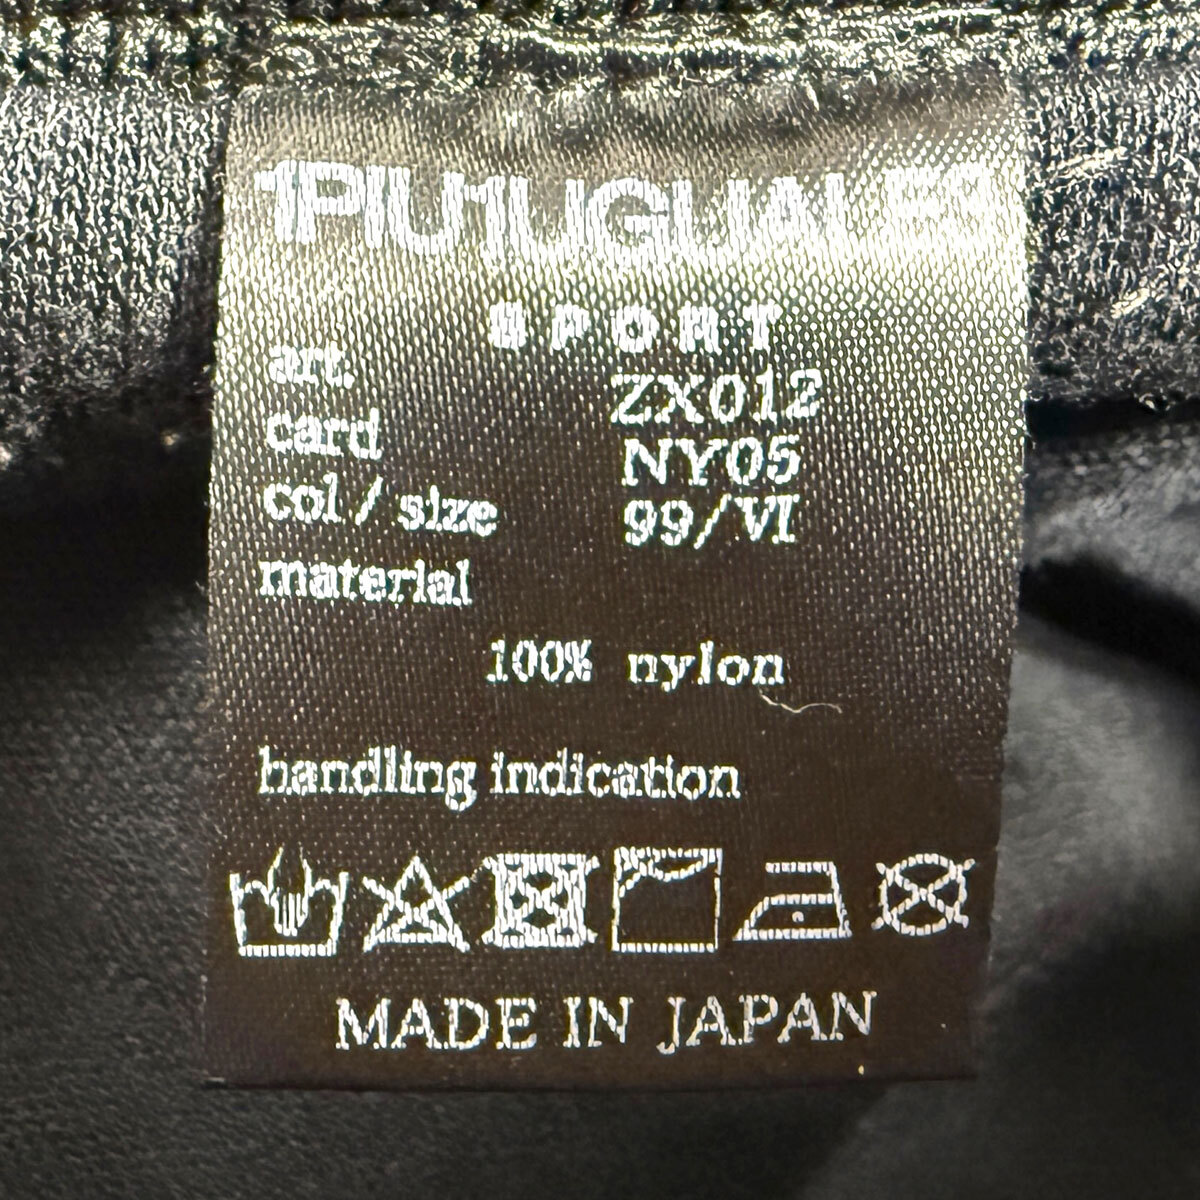 1PIU1UGUALE3
SPORT
art. ZX012
card NY05
col/size 99/VI
material
100% nylon
handling indication
MADE IN JAPAN